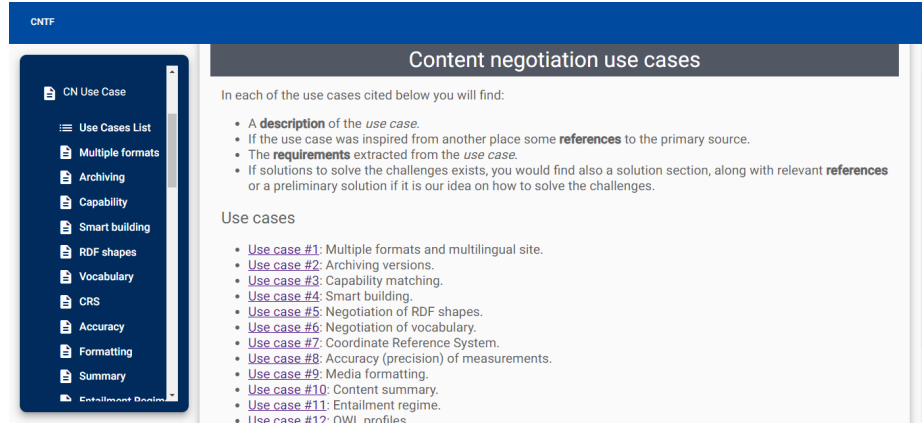 CNTF
CN Use Case
Use Cases List
Multiple formats
Archiving
Capability
Smart building
RDF shapes
Vocabulary
CRS
Accuracy
Formatting
Summary
Entailment Regime
Content negotiation use cases
In each of the use cases cited below you will find:
A description of the use case.
If the use case was inspired from another place some references to the primary source.
The requirements extracted from the use case.
If solutions to solve the challenges exists, you would find also a solution section, along with relevant references
or a preliminary solution if it is our idea on how to solve the challenges.
Use cases
Use case #1: Multiple formats and multilingual site.
Use case #2: Archiving versions.
Use case #3: Capability matching.
Use case #4: Smart building.
Use case #5: Negotiation of RDF shapes.
Use case #6: Negotiation of vocabulary.
Use case #7: Coordinate Reference System.
Use case #8: Accuracy (precision) of measurements.
Use case #9: Media formatting.
Use case #10: Content summary.
Use case #11: Entailment regime.
Use case #12: OWL profiles.